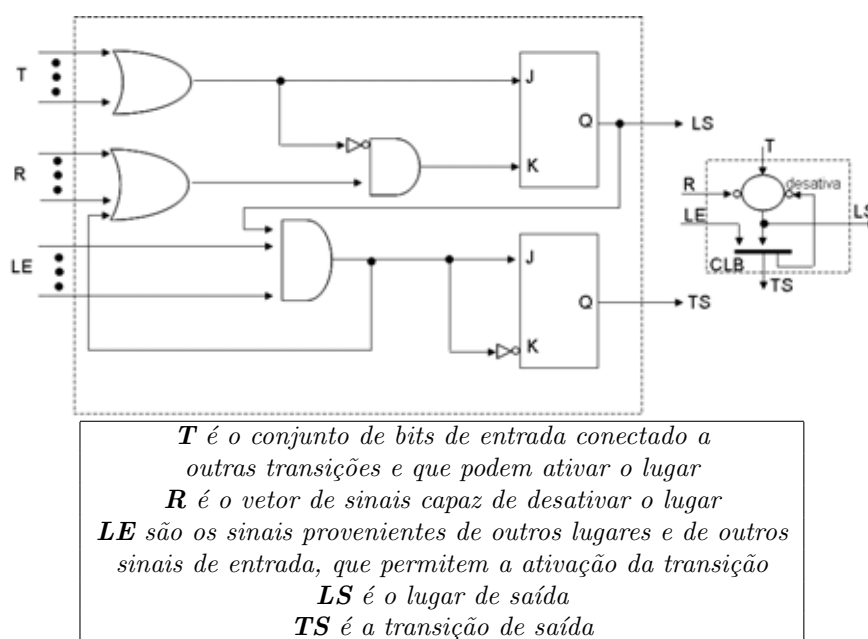 T
J
Q
LS
K
R
LE
J
Q
TS
K
T
R
desativa
LE
LS
CLB
TS
T é o conjunto de bits de entrada conectado a
outras transições e que podem ativar o lugar
R é o vetor de sinais capaz de desativar o lugar
LE são os sinais provenientes de outros lugares e de outros
sinais de entrada, que permitem a ativação da transição
LS é o lugar de saída
TS é a transição de saída